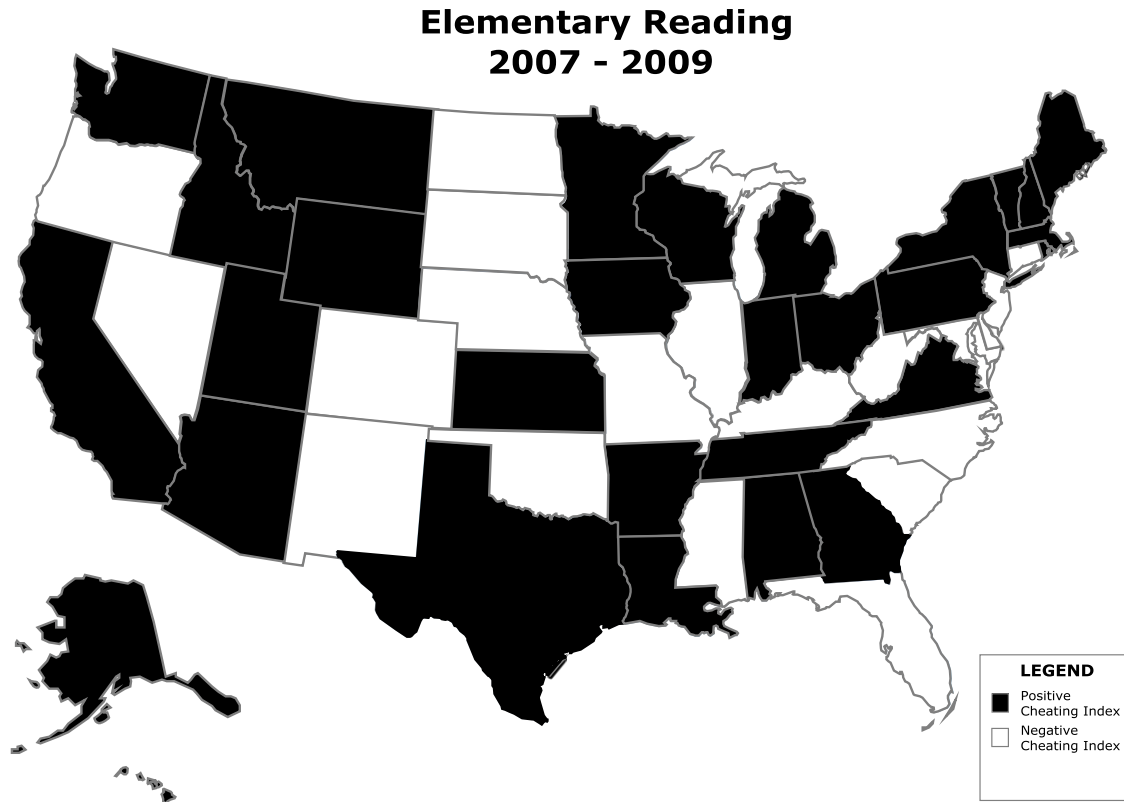 Elementary Reading
2007 - 2009
LEGEND
Positive
Cheating Index
Negative
Cheating Index